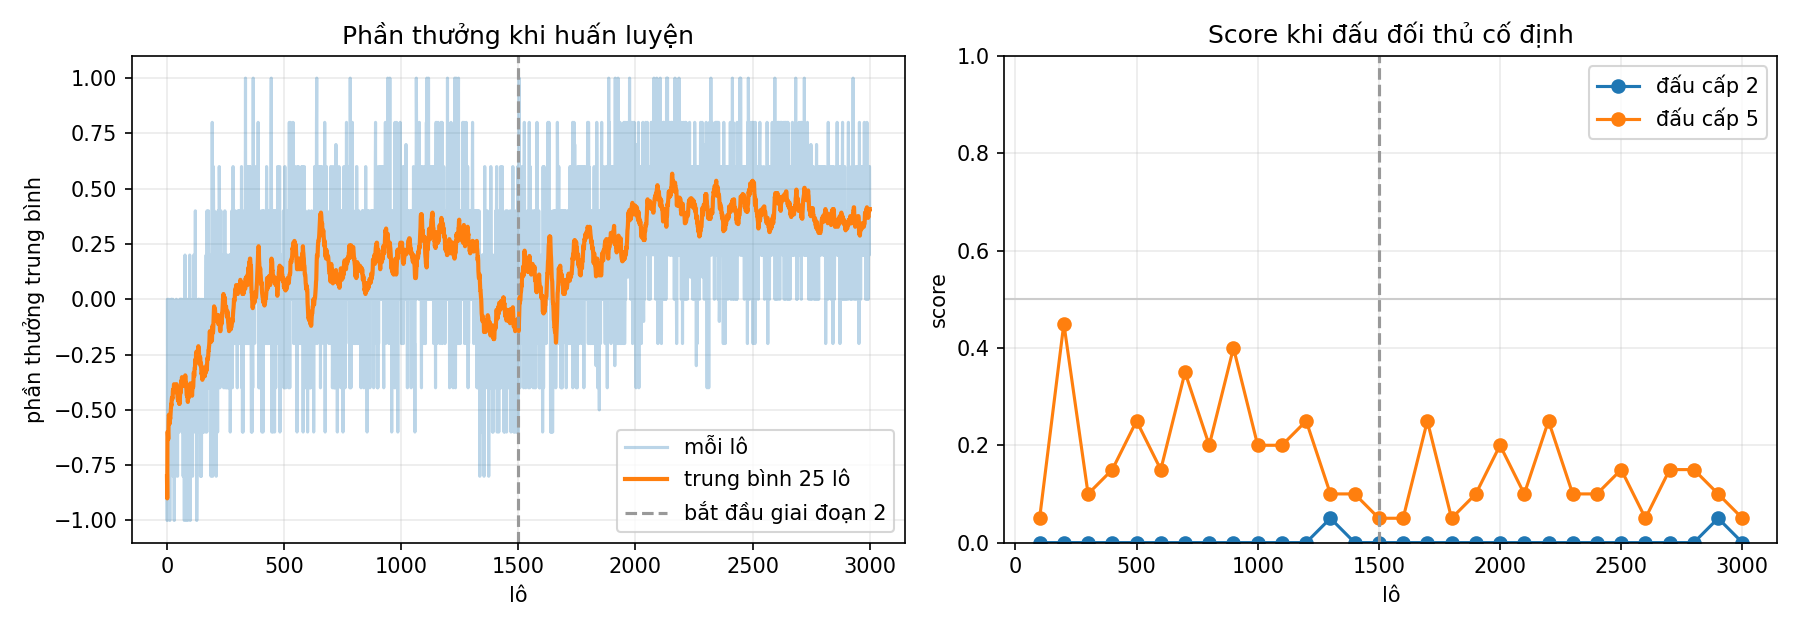 Phần thưởng khi huấn luyện
phần thưởng trung bình
1.00
0.75
0.50
0.25
0.00
−0.25
−0.50
−0.75
−1.00
mỗi lô
trung bình 25 lô
bắt đầu giai đoạn 2
0 500 1000 1500 2000 2500 3000
lô
Score khi đấu đối thủ cố định
score
1.0
0.8
0.6
0.4
0.2
0.0
đấu cấp 2
đấu cấp 5
0 500 1000 1500 2000 2500 3000
lô